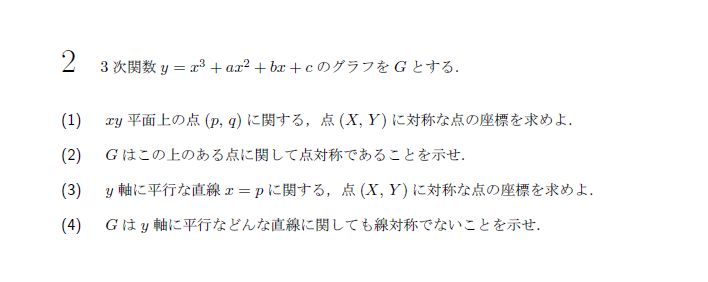 2 3次関数 y = x³ + ax² + bx + c のグラフを G とする.
(1) xy 平面上の点 (p, q) に関する，点 (X, Y) に対称な点の座標を求めよ.
(2) G はこの上のある点に関して点対称であることを示せ.
(3) y 軸に平行な直線 x = p に関する，点 (X, Y) に対称な点の座標を求めよ.
(4) G は y 軸に平行などんな直線に関しても線対称でないことを示せ.